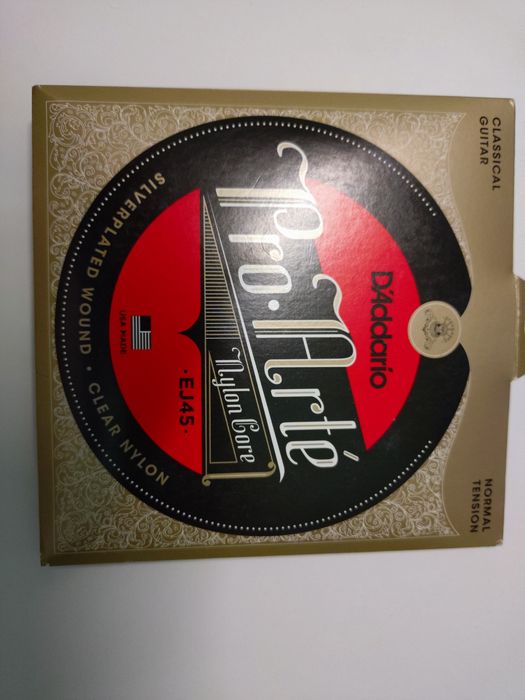 CLASSICAL
GUITAR
NORMAL
TENSION
D'Addario
Pro·Arté
Nylon Core
·EJ45·
USA MADE
SILVERPLATED WOUND · CLEAR NYLON